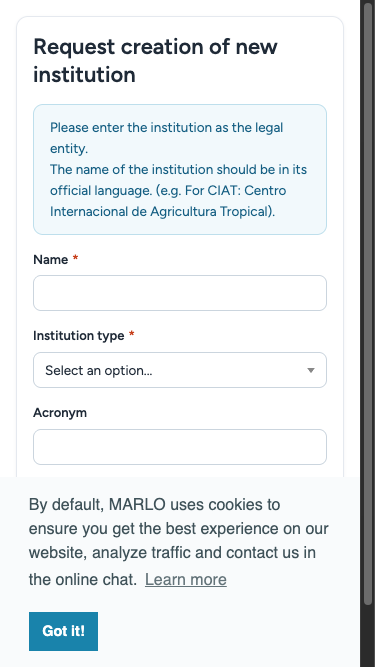 Request creation of new
institution
Please enter the institution as the legal
entity.
The name of the institution should be in its
official language. (e.g. For CIAT: Centro
Internacional de Agricultura Tropical).
Name *
Institution type *
Select an option...
Acronym
By default, MARLO uses cookies to
ensure you get the best experience on our
website, analyze traffic and contact us in
the online chat. Learn more
Got it!